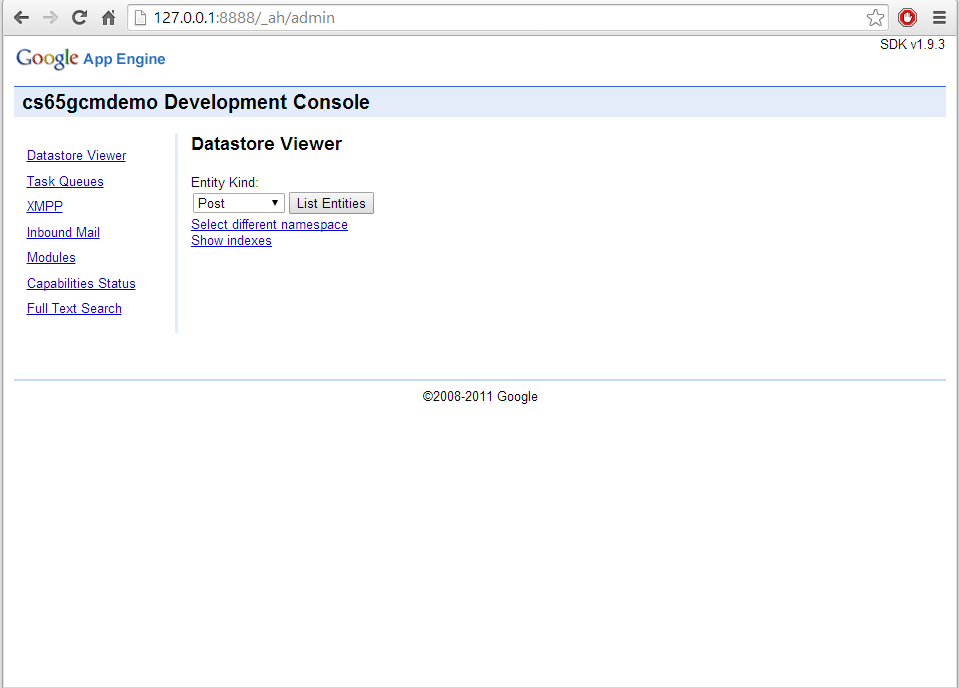 127.0.0.1:8888/_ah/admin
SDK v1.9.3
Google App Engine
cs65gcmdemo Development Console
Datastore Viewer
Task Queues
XMPP
Inbound Mail
Modules
Capabilities Status
Full Text Search
Datastore Viewer
Entity Kind:
Post List Entities
Select different namespace
Show indexes
©2008-2011 Google